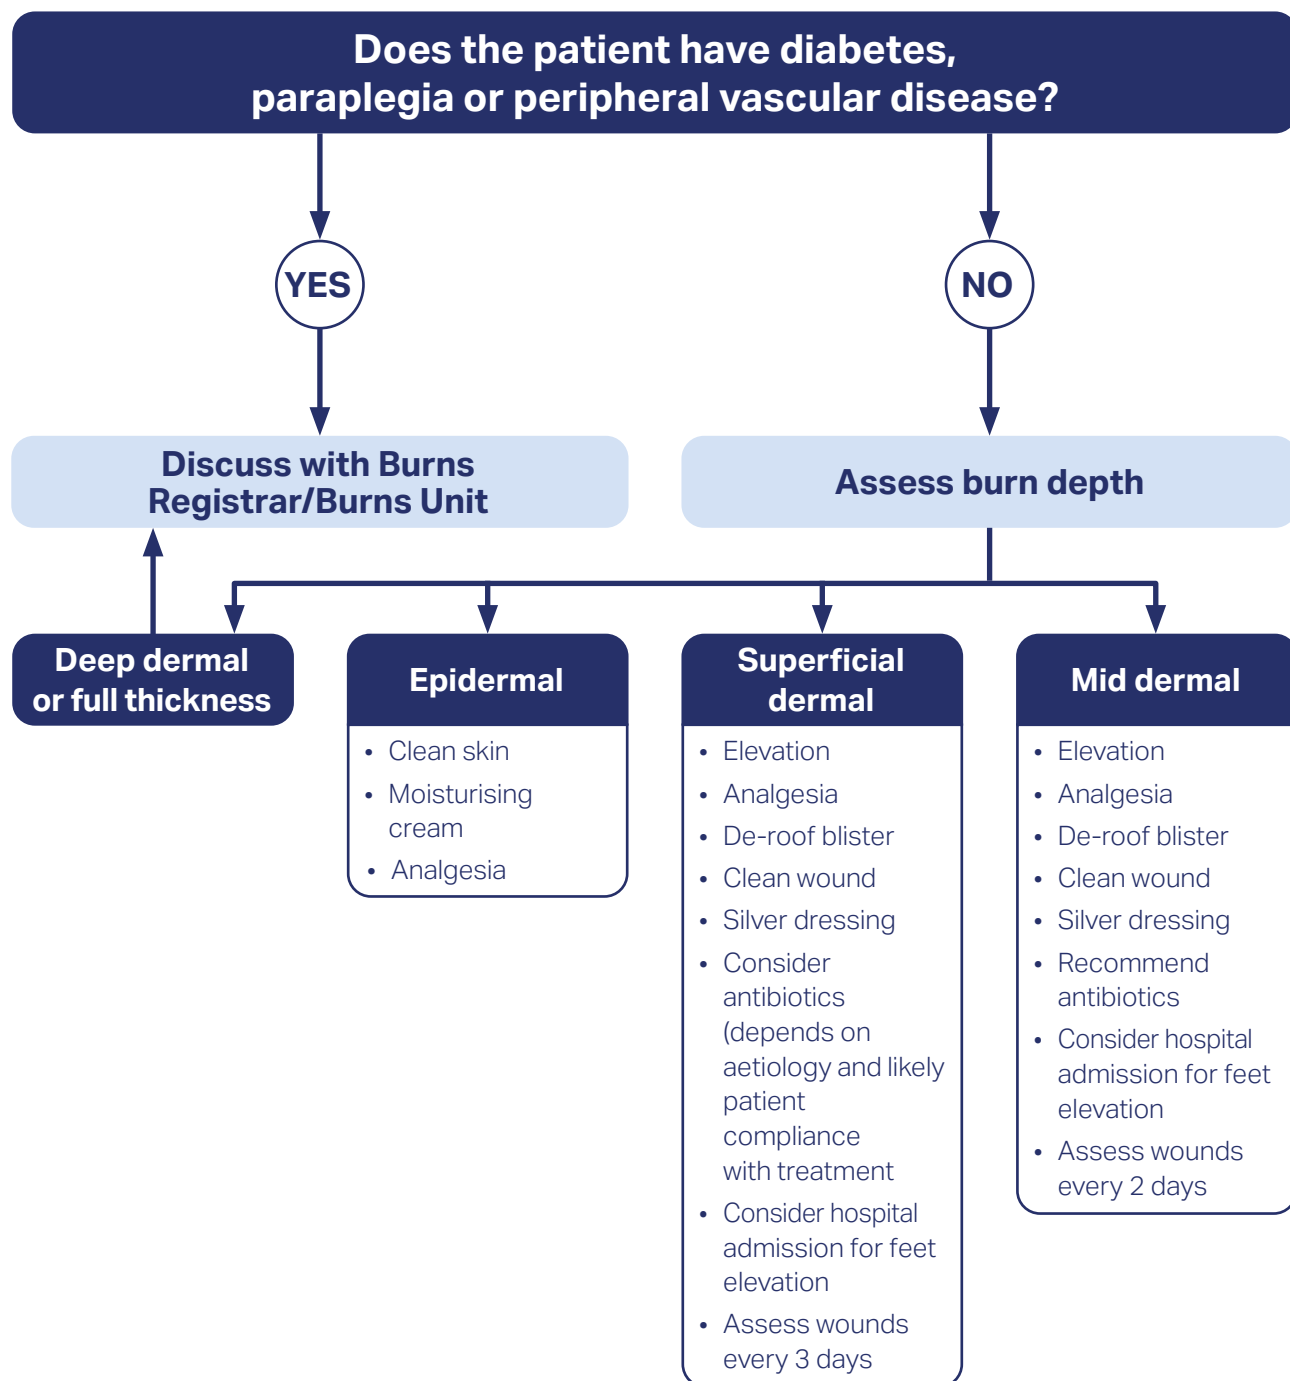 Does the patient have diabetes,
paraplegia or peripheral vascular disease?
YES
NO
Discuss with Burns
Registrar/Burns Unit
Assess burn depth
Deep dermal
or full thickness
Epidermal
• Clean skin
• Moisturising
cream
• Analgesia
Superficial
dermal
• Elevation
• Analgesia
• De-roof blister
• Clean wound
• Silver dressing
• Consider
antibiotics
(depends on
aetiology and likely
patient
compliance
with treatment
• Consider hospital
admission for feet
elevation
• Assess wounds
every 3 days
Mid dermal
• Elevation
• Analgesia
• De-roof blister
• Clean wound
• Silver dressing
• Recommend
antibiotics
• Consider hospital
admission for feet
elevation
• Assess wounds
every 2 days